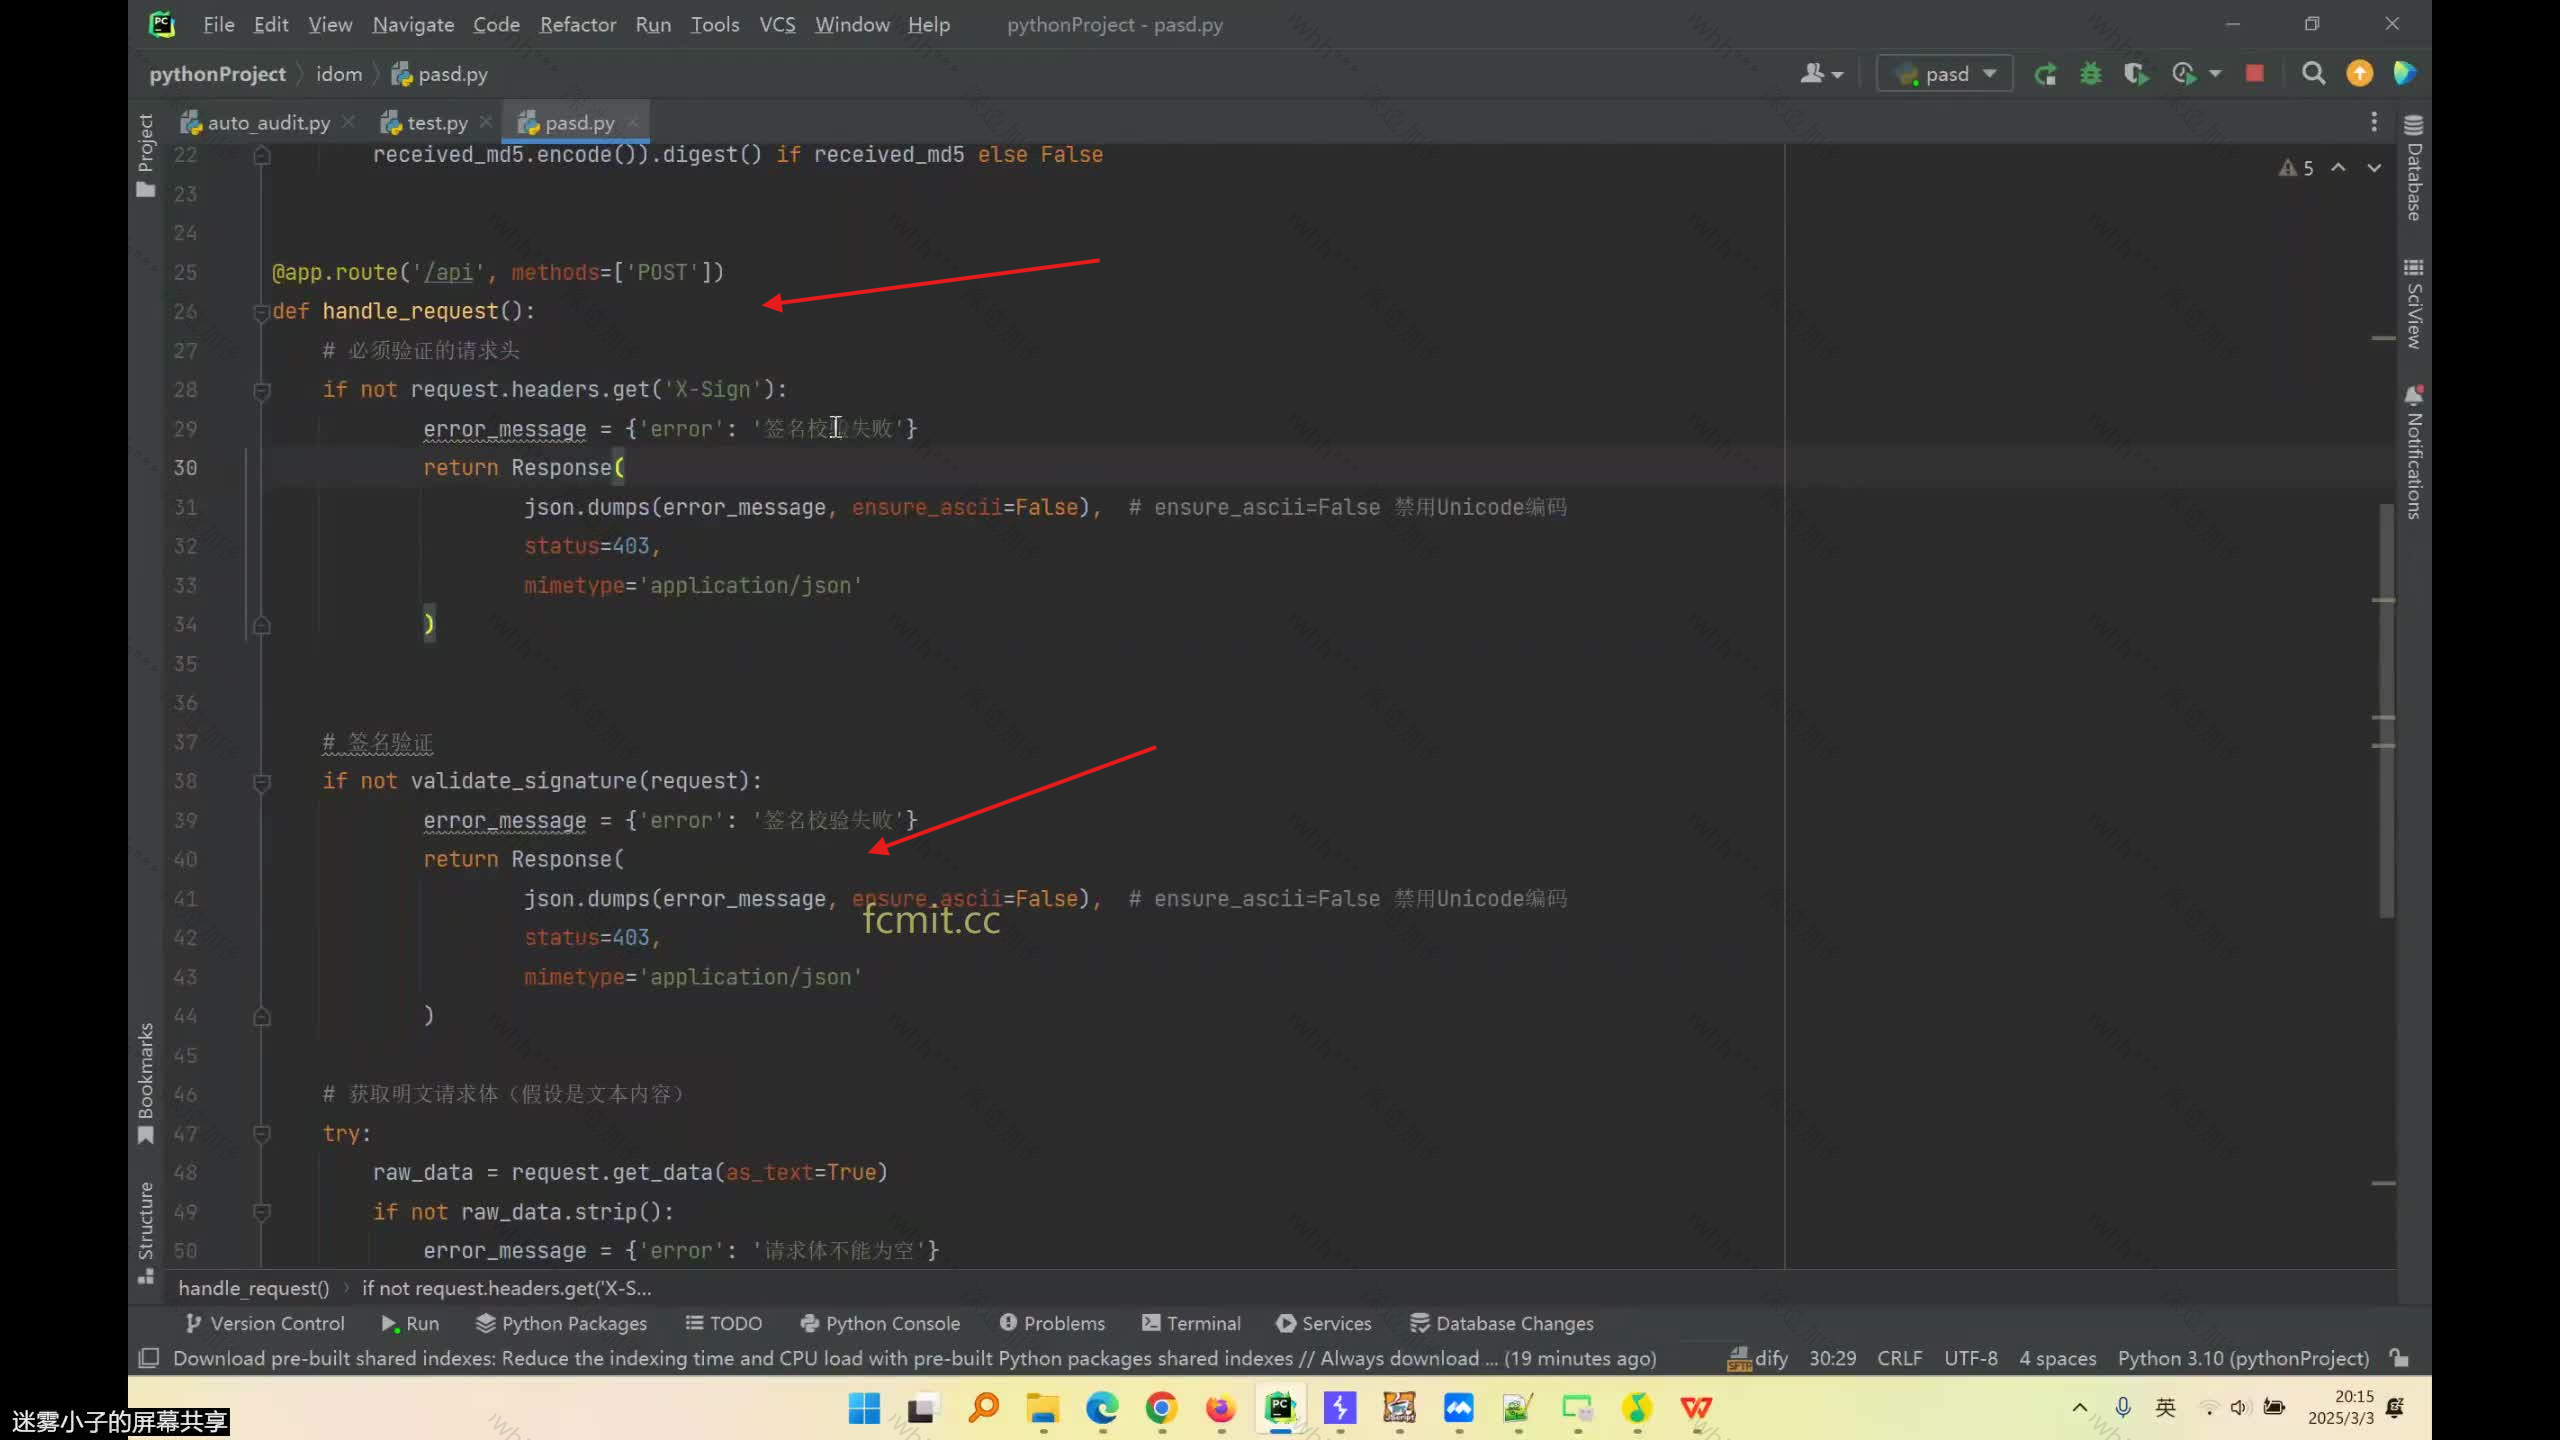 File Edit View Navigate Code Refactor Run Tools VCS Window Help pythonProject - pasd.py
pythonProject idom pasd.py
pasd
auto_audit.py test.py pasd.py
Project
Database
SciView
Notifications
5
22 received_md5.encode()).digest() if received_md5 else False
23
24
25 @app.route('/api', methods=['POST'])
26 def handle_request():
27 # 必须验证的请求头
28 if not request.headers.get('X-Sign'):
29 error_message = {'error': '签名校验失败'}
30 return Response(
31 json.dumps(error_message, ensure_ascii=False), # ensure_ascii=False 禁用Unicode编码
32 status=403,
33 mimetype='application/json'
34 )
35
36
37 # 签名验证
38 if not validate_signature(request):
39 error_message = {'error': '签名校验失败'}
40 return Response(
41 json.dumps(error_message, ensure_ascii=False), # ensure_ascii=False 禁用Unicode编码
fcmit.cc
42 status=403,
43 mimetype='application/json'
44 )
45
46 # 获取明文请求体（假设是文本内容）
47 try:
48 raw_data = request.get_data(as_text=True)
49 if not raw_data.strip():
50 error_message = {'error': '请求体不能为空'}
Bookmarks
Structure
handle_request() if not request.headers.get('X-S...
Version Control Run Python Packages TODO Python Console Problems Terminal Services Database Changes
Download pre-built shared indexes: Reduce the indexing time and CPU load with pre-built Python packages shared indexes // Always download ... (19 minutes ago) SFTP dify 30:29 CRLF UTF-8 4 spaces Python 3.10 (pythonProject)
英 20:15
2025/3/3
迷雾小子的屏幕共享